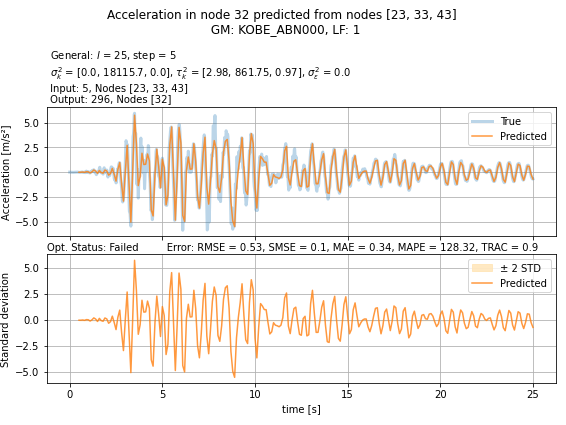 Acceleration in node 32 predicted from nodes [23, 33, 43]
GM: KOBE_ABN000, LF: 1
General: l = 25, step = 5
σ²ₖ = [0.0, 18115.7, 0.0], τ²ₖ = [2.98, 861.75, 0.97], σ²ₑ = 0.0
Input: 5, Nodes [23, 33, 43]
Output: 296, Nodes [32]
Acceleration [m/s²]
5.0
2.5
0.0
−2.5
−5.0
True
Predicted
Opt. Status: Failed
Error: RMSE = 0.53, SMSE = 0.1, MAE = 0.34, MAPE = 128.32, TRAC = 0.9
Standard deviation
5.0
2.5
0.0
−2.5
−5.0
± 2 STD
Predicted
0
5
10
15
20
25
time [s]